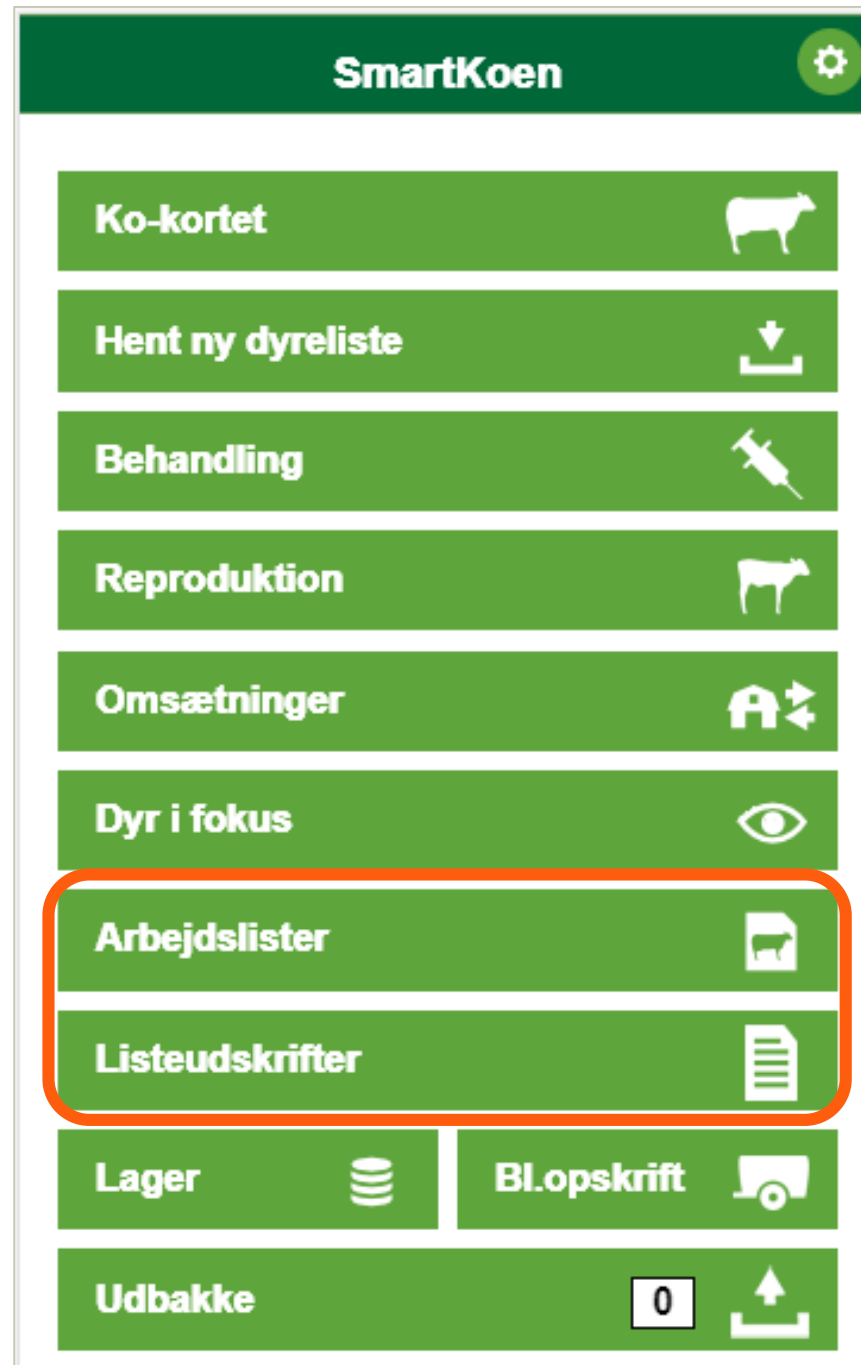 SmartKoen
Ko-kortet
Hent ny dyreliste
Behandling
Reproduktion
Omsætninger
Dyr i fokus
Arbejdslister
Listeudskrifter
Lager Bl.opskrift
Udbakke 0